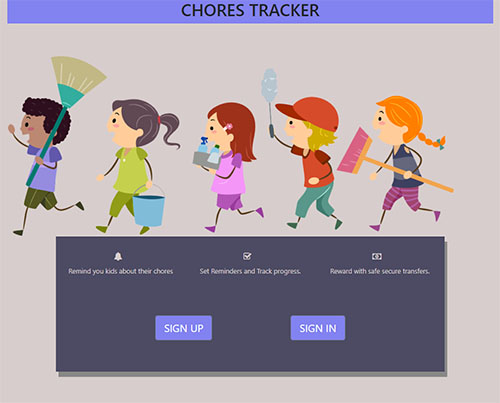 CHORES TRACKER
Remind you kids about their chores
Set Reminders and Track progress.
Reward with safe secure transfers.
SIGN UP
SIGN IN